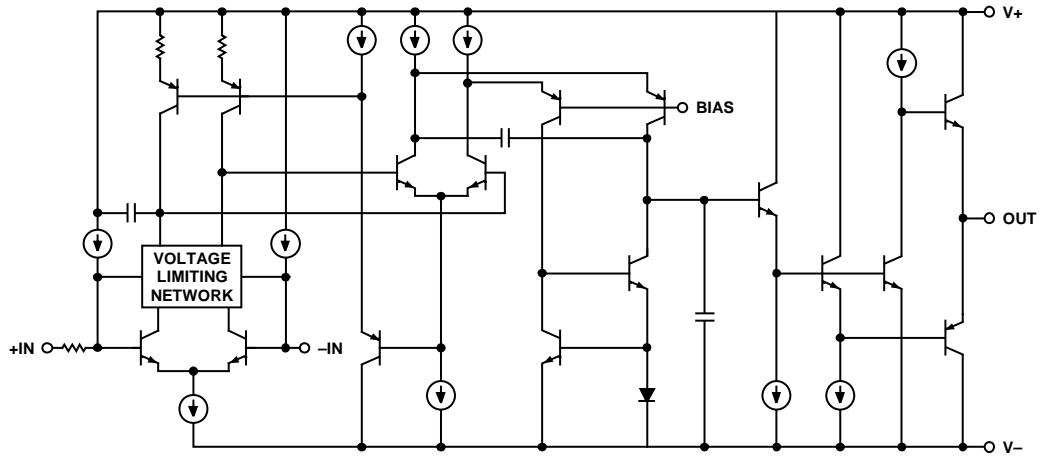 V+
BIAS
OUT
VOLTAGE
LIMITING
NETWORK
+IN
–IN
V–